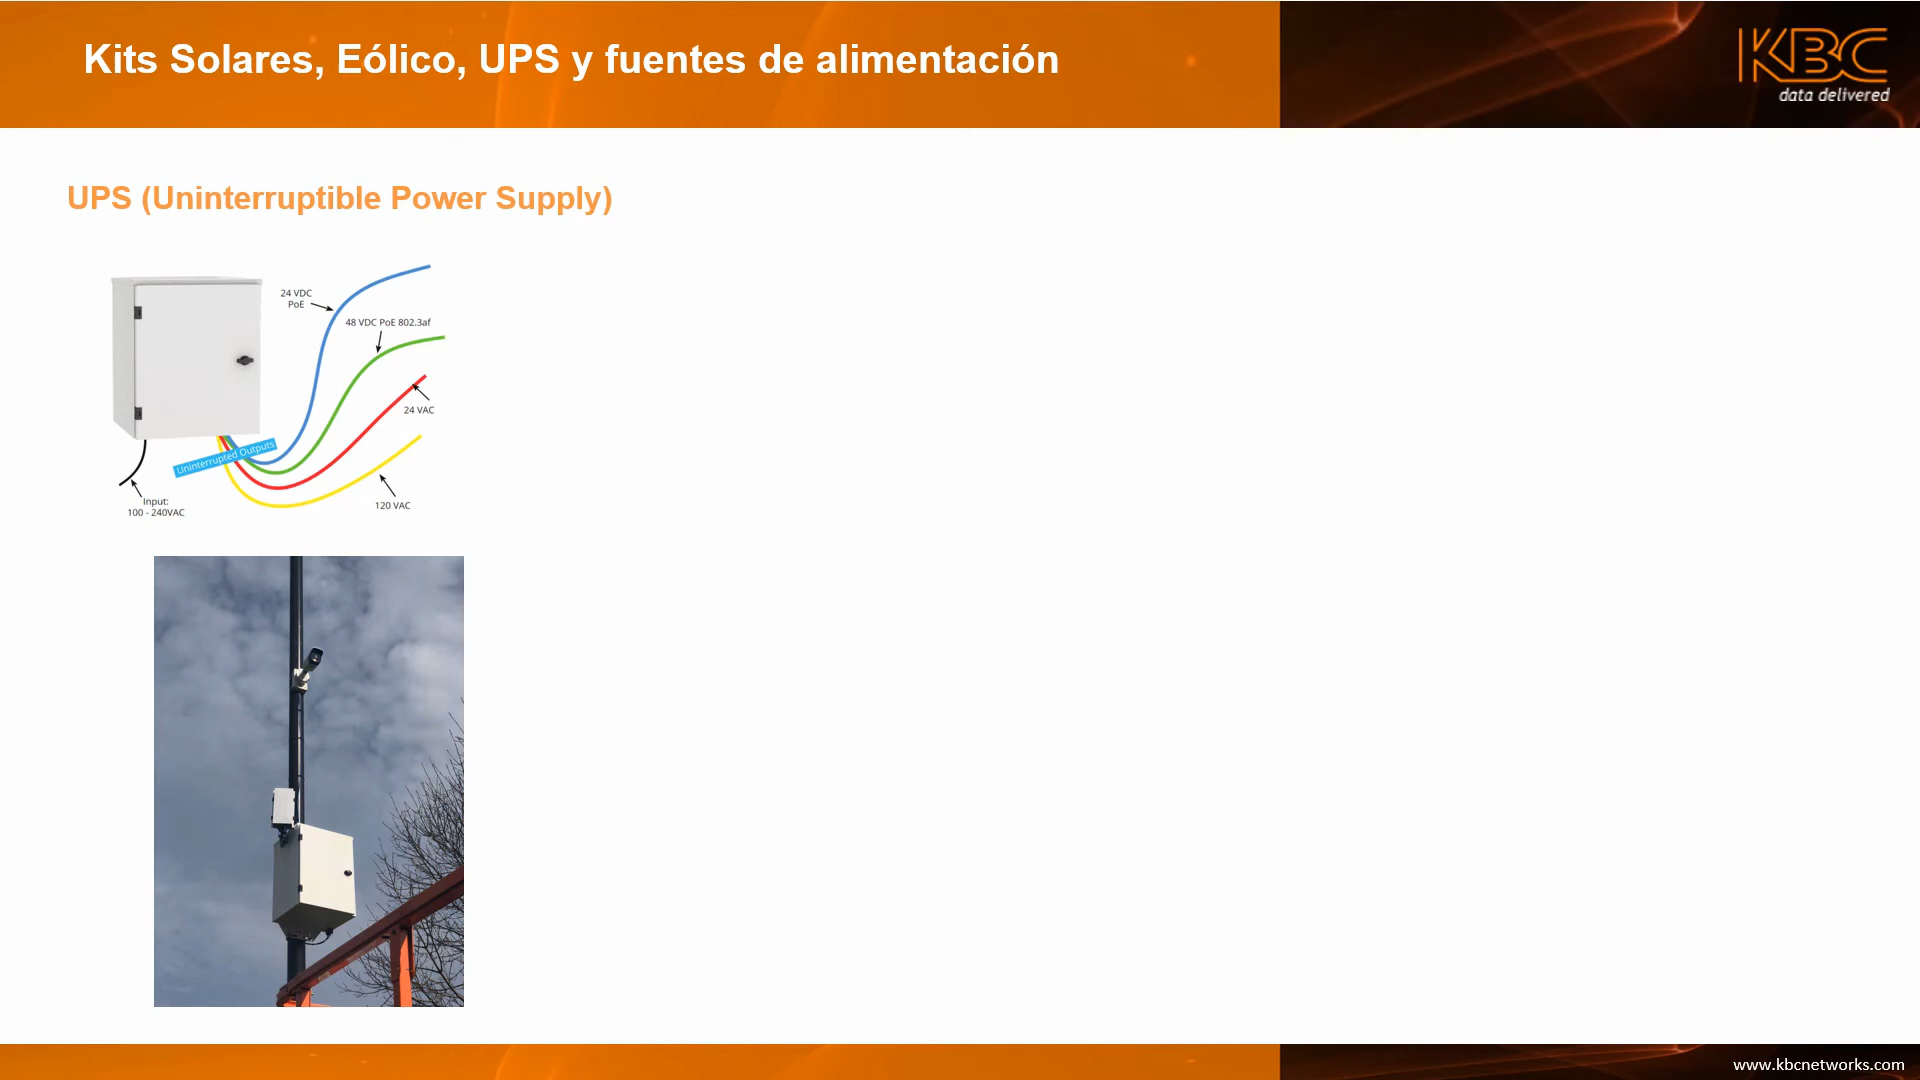 Kits Solares, Eólico, UPS y fuentes de alimentación
KBC
data delivered
UPS (Uninterruptible Power Supply)
24 VDC
PoE
48 VDC PoE 802.3af
24 VAC
Uninterrupted Outputs
120 VAC
Input:
100 - 240VAC
www.kbcnetworks.com